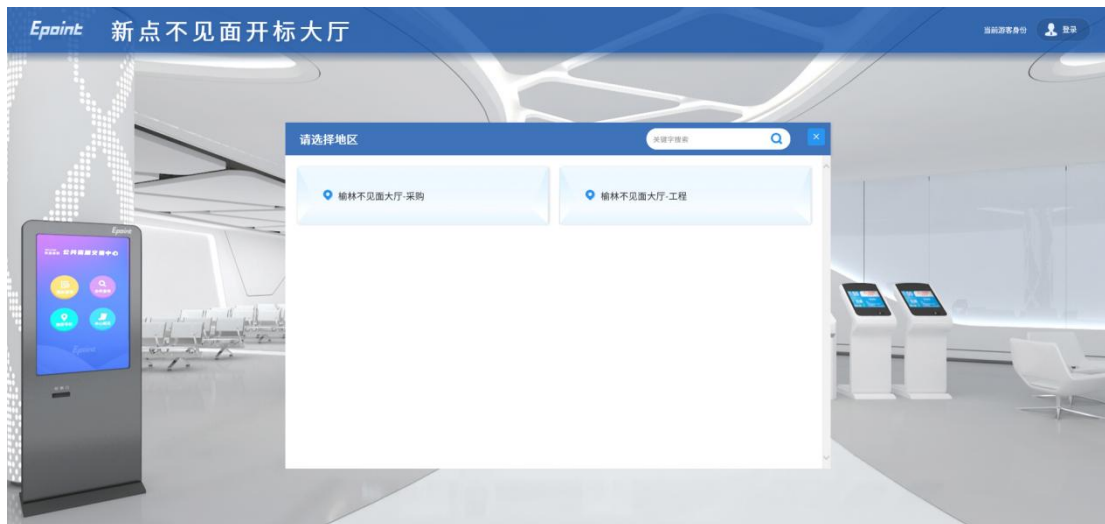 Epoint 新点不见面开标大厅
当前游客身份 登录
请选择地区
关键字搜索
榆林不见面大厅-采购
榆林不见面大厅-工程
Epoint
Epoint